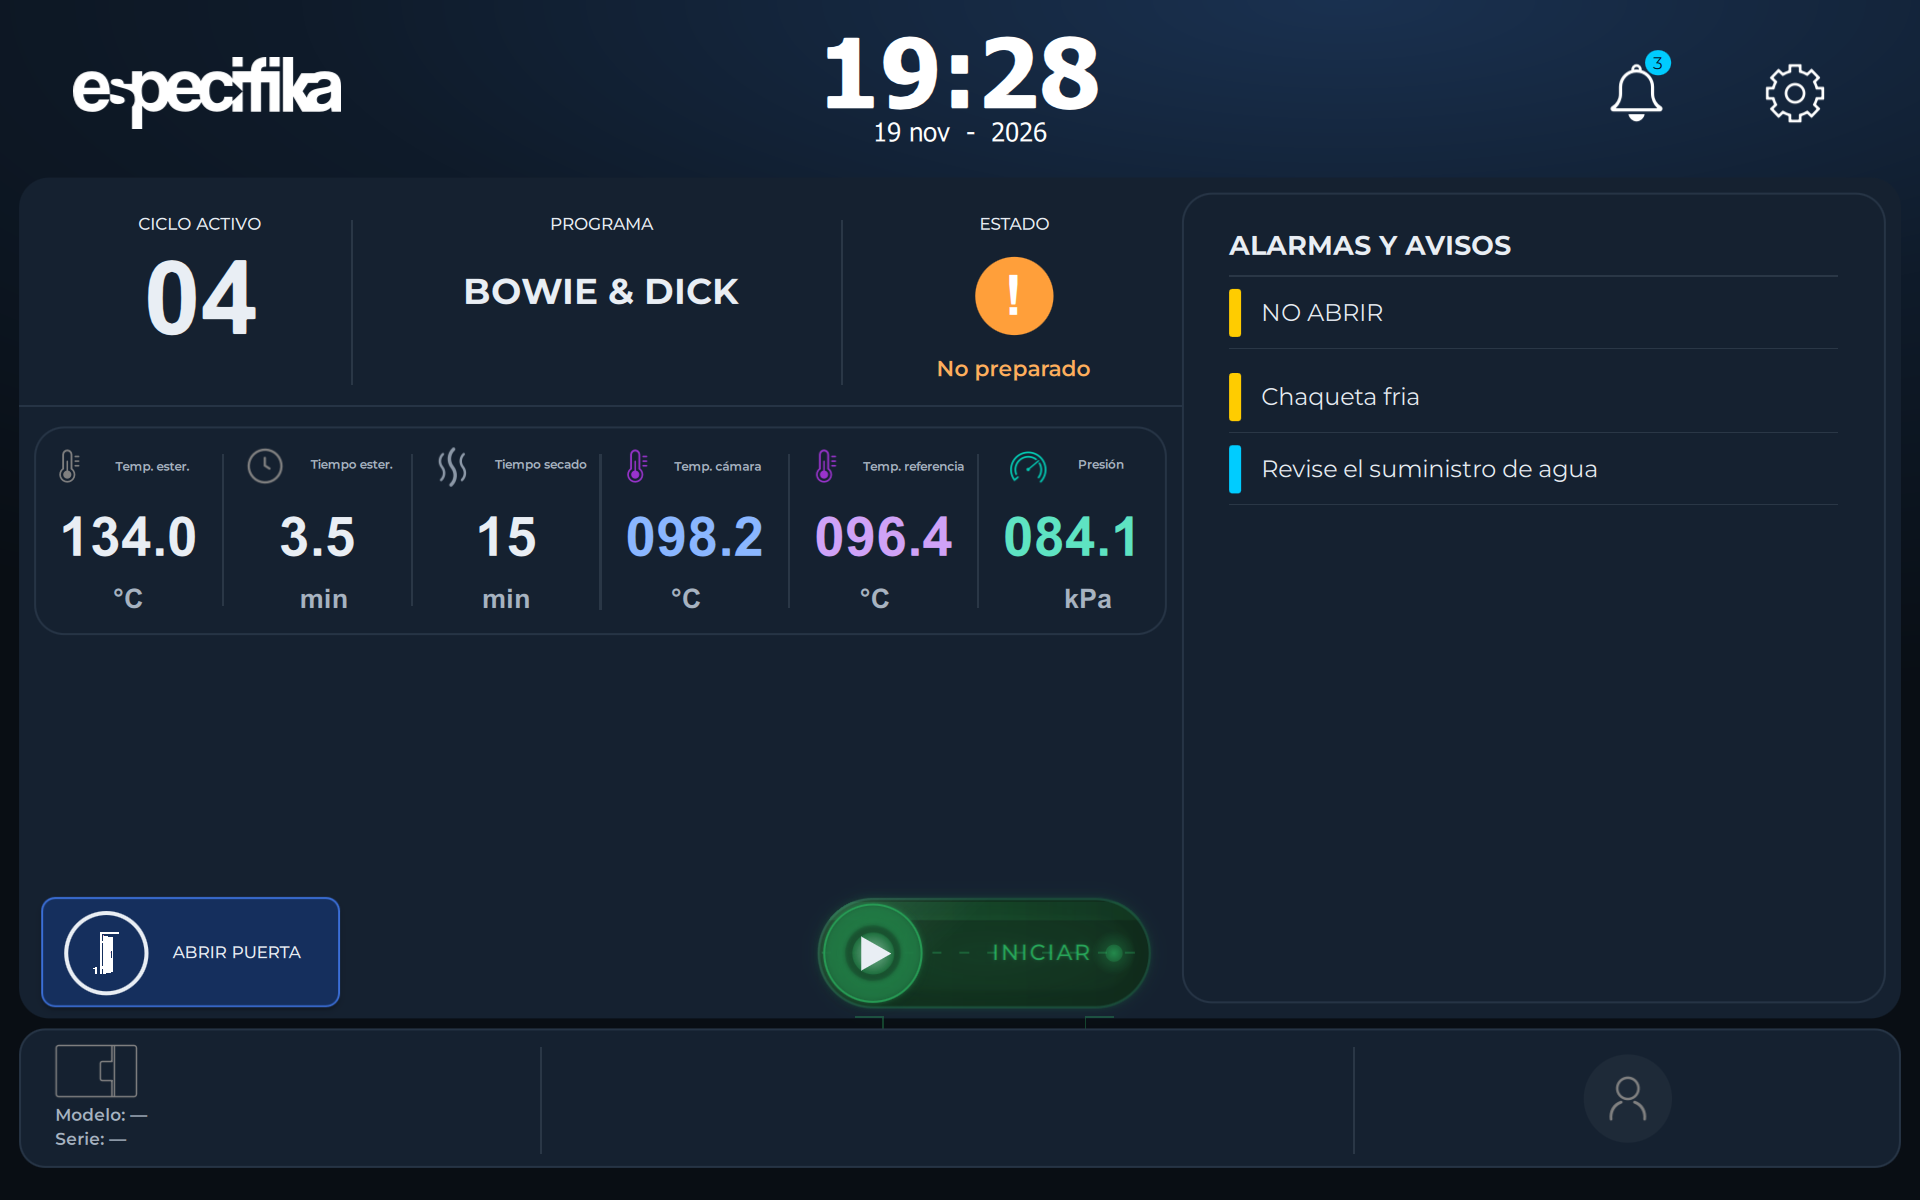 especifika
19:28
19 nov - 2026
3
CICLO ACTIVO
04
PROGRAMA
BOWIE & DICK
ESTADO
!
No preparado
Temp. ester.
134.0
°C
Tiempo ester.
3.5
min
Tiempo secado
15
min
Temp. cámara
098.2
°C
Temp. referencia
096.4
°C
Presión
084.1
kPa
ALARMAS Y AVISOS
NO ABRIR
Chaqueta fria
Revise el suministro de agua
ABRIR PUERTA
INICIAR
Modelo: —
Serie: —